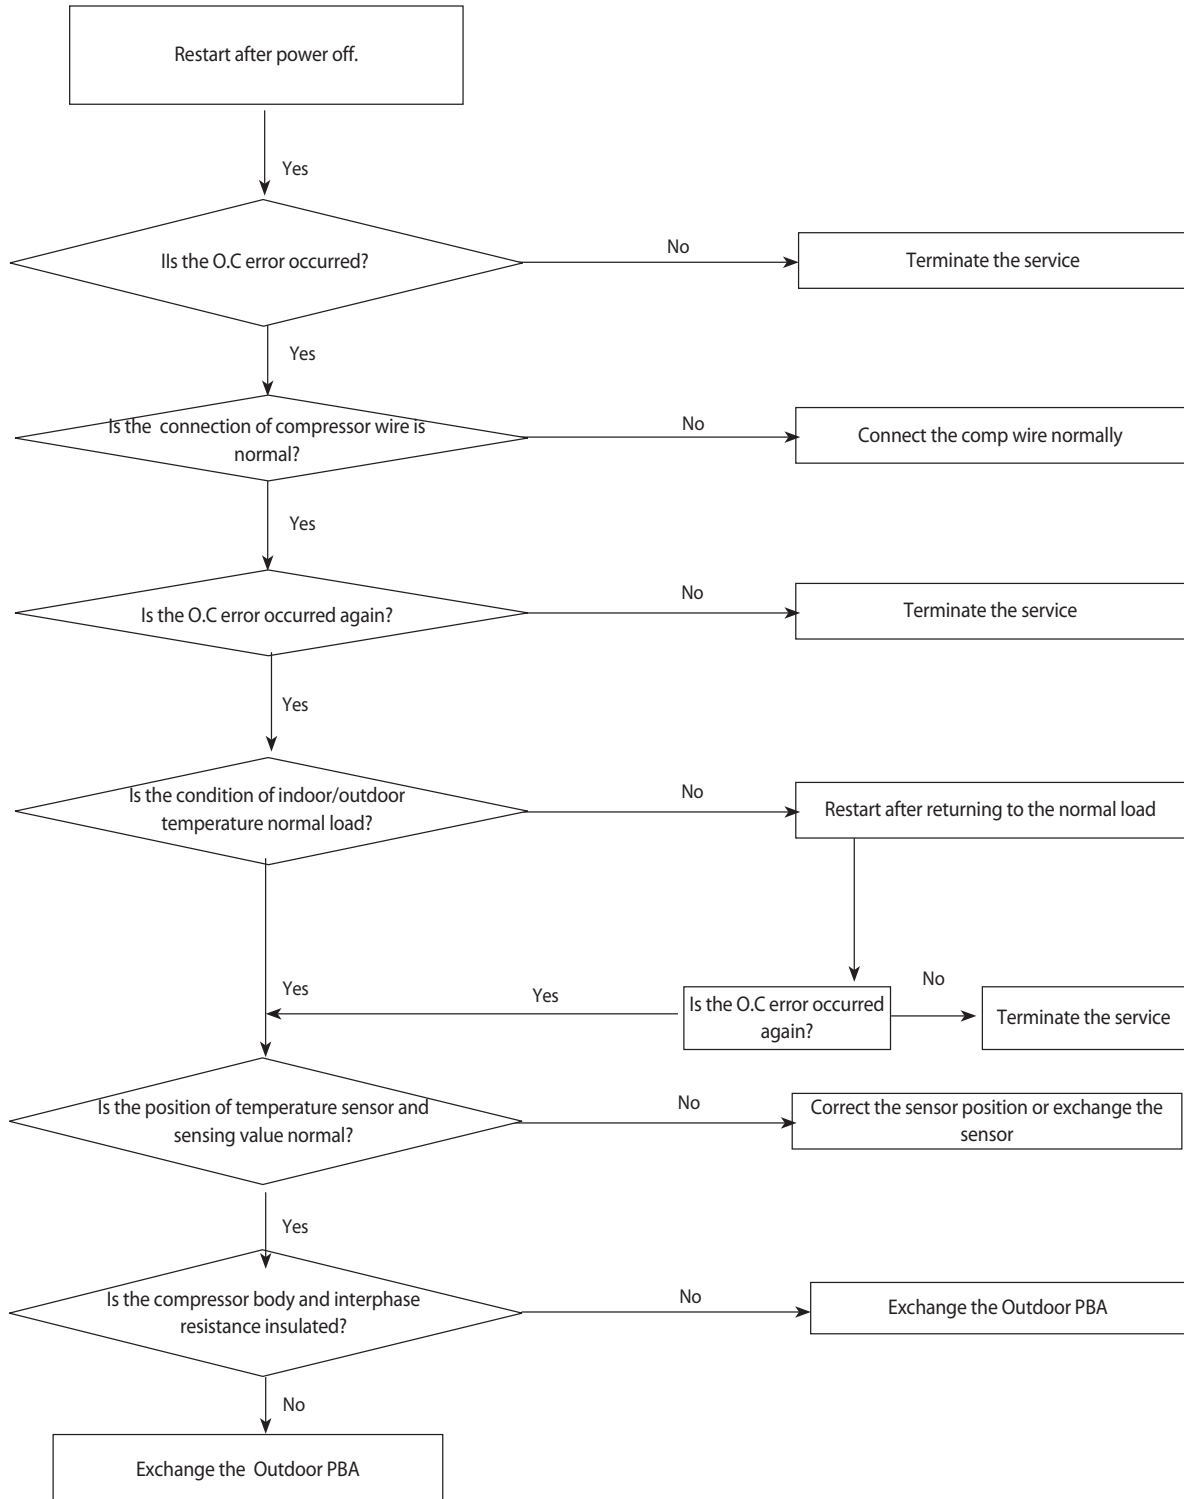 Restart after power off.
Yes
IIs the O.C error occurred?
No
Terminate the service
Yes
Is the connection of compressor wire is
normal?
No
Connect the comp wire normally
Yes
Is the O.C error occurred again?
No
Terminate the service
Yes
Is the condition of indoor/outdoor
temperature normal load?
No
Restart after returning to the normal load
Yes
Yes
Is the O.C error occurred
again?
No
Terminate the service
Is the position of temperature sensor and
sensing value normal?
No
Correct the sensor position or exchange the
sensor
Yes
Is the compressor body and interphase
resistance insulated?
No
Exchange the Outdoor PBA
No
Exchange the Outdoor PBA